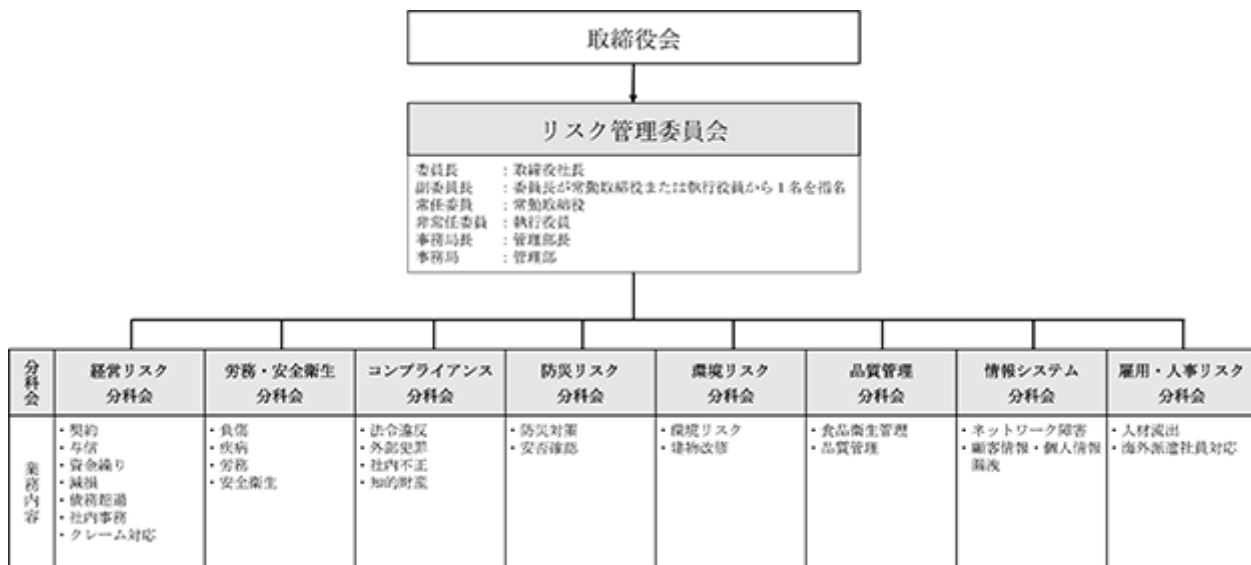 取締役会
リスク管理委員会
委員長　　：取締役社長
副委員長　：委員長が常勤取締役または執行役員から1名を指名
常任委員　：常勤取締役
非常任委員：執行役員
事務局長　：管理部長
事務局　　：管理部
分科会
経営リスク
分科会
労務・安全衛生
分科会
コンプライアンス
分科会
防災リスク
分科会
環境リスク
分科会
品質管理
分科会
情報システム
分科会
雇用・人事リスク
分科会
業務内容
・契約
・与信
・資金繰り
・減損
・債務超過
・社内事務
・クレーム対応
・負傷
・疾病
・労務
・安全衛生
・法令違反
・外部犯罪
・社内不正
・知的財産
・防災対策
・安否確認
・環境リスク
・建物改修
・食品衛生管理
・品質管理
・ネットワーク障害
・顧客情報・個人情報
漏洩
・人材流出
・海外派遣社員対応